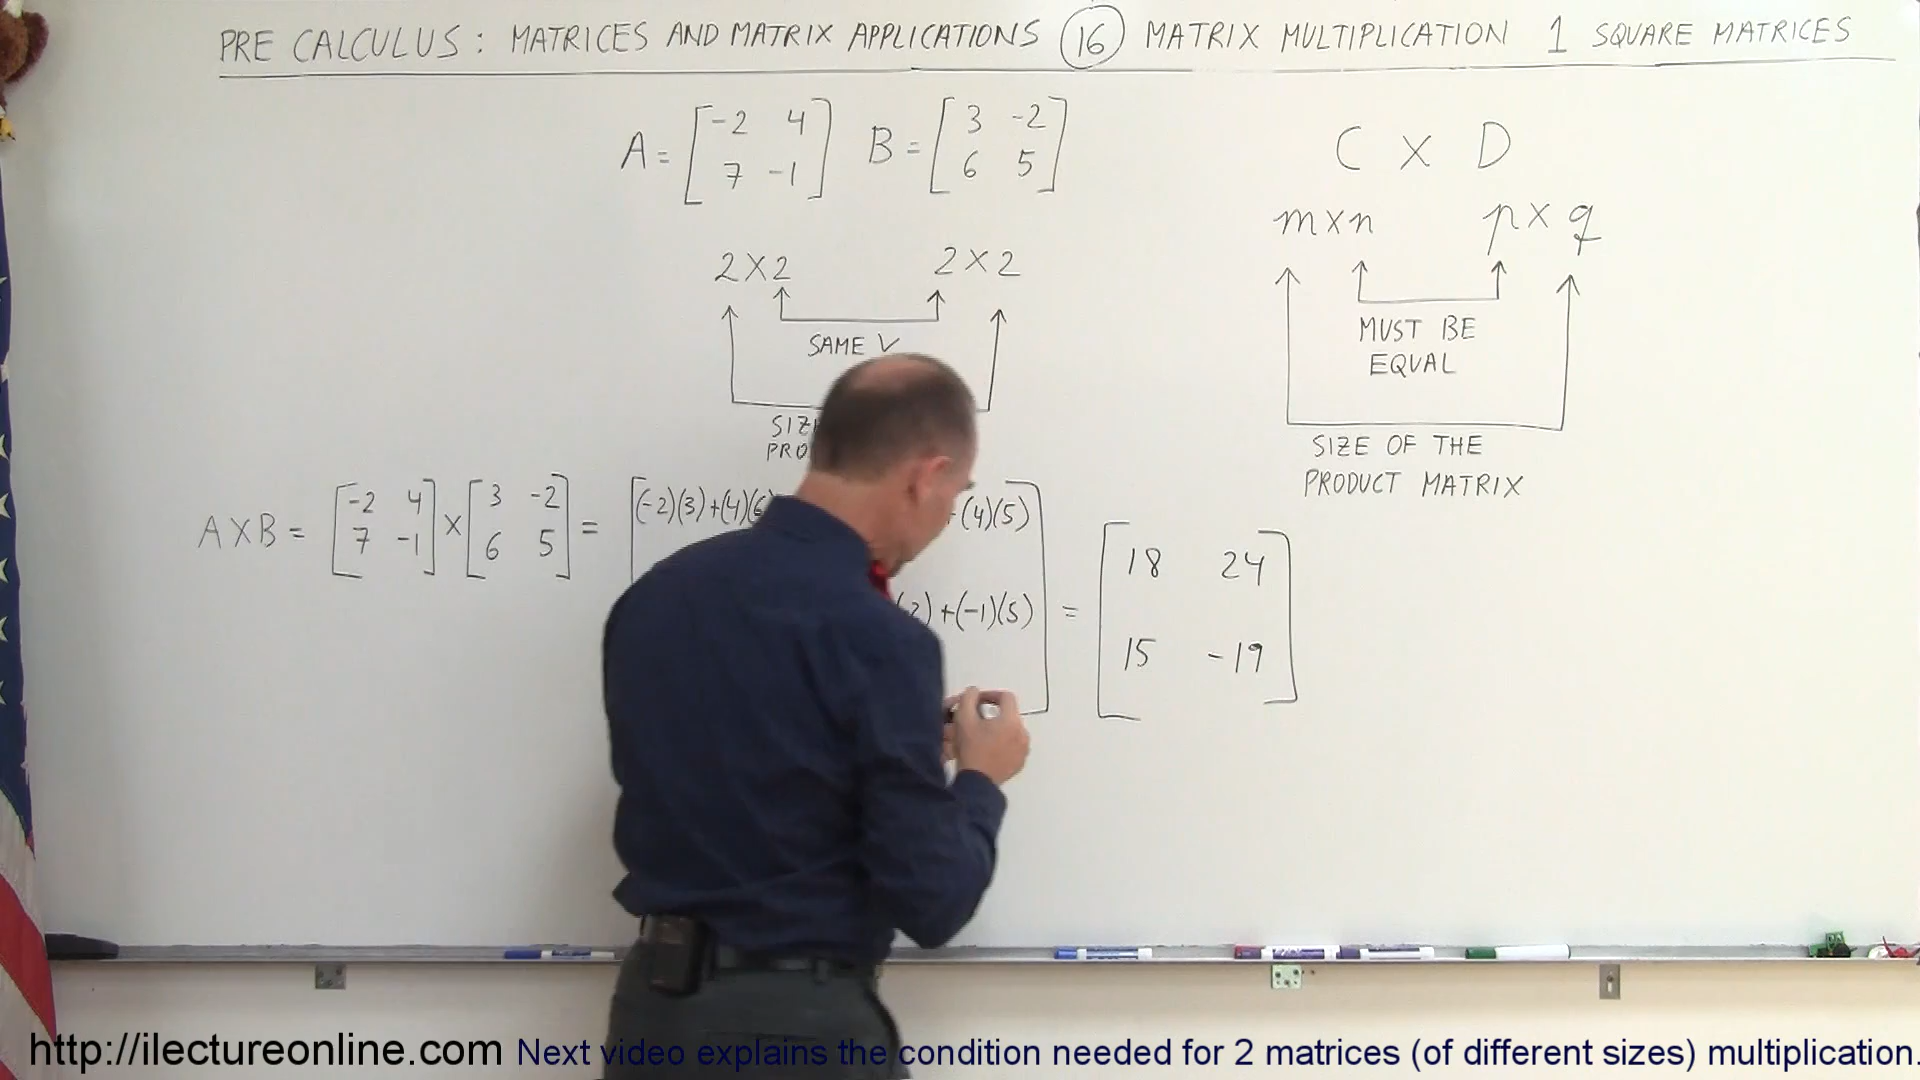 PRE CALCULUS: MATRICES AND MATRIX APPLICATIONS 16 MATRIX MULTIPLICATION 1 SQUARE MATRICES
A = [ -2 4 B = [ 3 -2
7 -1 ] 6 5 ]
C X D
m x n p x q
2 X 2 2 X 2
SAME ✓
MUST BE
EQUAL
SIZE OF THE
PRODUCT MATRIX
A X B = [ -2 4 ] X [ 3 -2 ] = [ (-2)(3)+(4)(6 +(4)(5) ] = [ 18 24
7 -1 6 5 2)+(-1)(5) 15 -19 ]
http://ilectureonline.com Next video explains the condition needed for 2 matrices (of different sizes) multiplication.